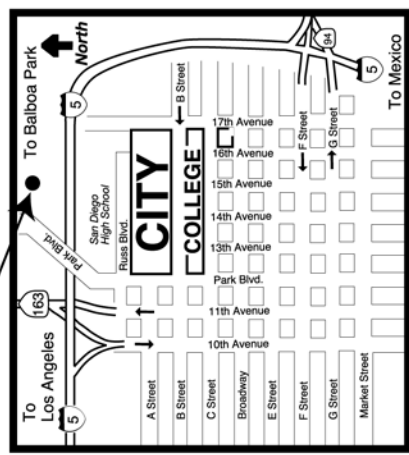 North
To Balboa Park
5
94
5
To Mexico
B Street
17th Avenue
16th Avenue
15th Avenue
14th Avenue
13th Avenue
F Street
G Street
San Diego
High School
Russ Blvd.
CITY
COLLEGE
Park Blvd.
Park Blvd.
163
11th Avenue
10th Avenue
To
Los Angeles
5
A Street
B Street
C Street
Broadway
E Street
F Street
G Street
Market Street